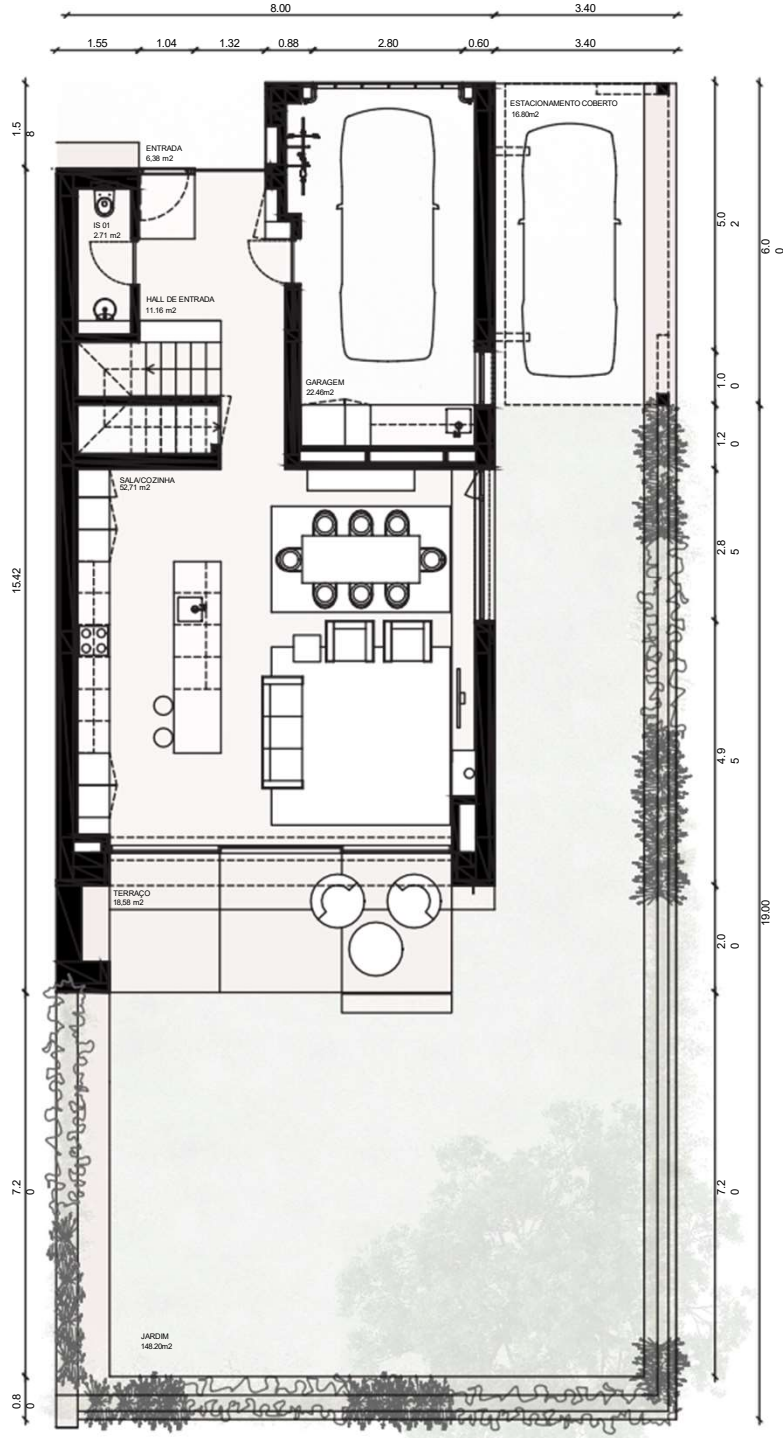 8.00
3.40
1.55
1.04
1.32
0.88
2.80
0.60
3.40
1.5
8
ENTRADA
6,38 m2
ESTACIONAMENTO COBERTO
16.80m2
IS 01
2.71 m2
5.0
2
6.0
0
HALL DE ENTRADA
11.16 m2
GARAGEM
22.46m2
1.0
0
1.2
0
SALA/COZINHA
52,71 m2
2.8
5
15.42
4.9
5
TERRAÇO
18,58 m2
19.00
2.0
0
7.2
0
7.2
0
JARDIM
148.20m2
0.8
0